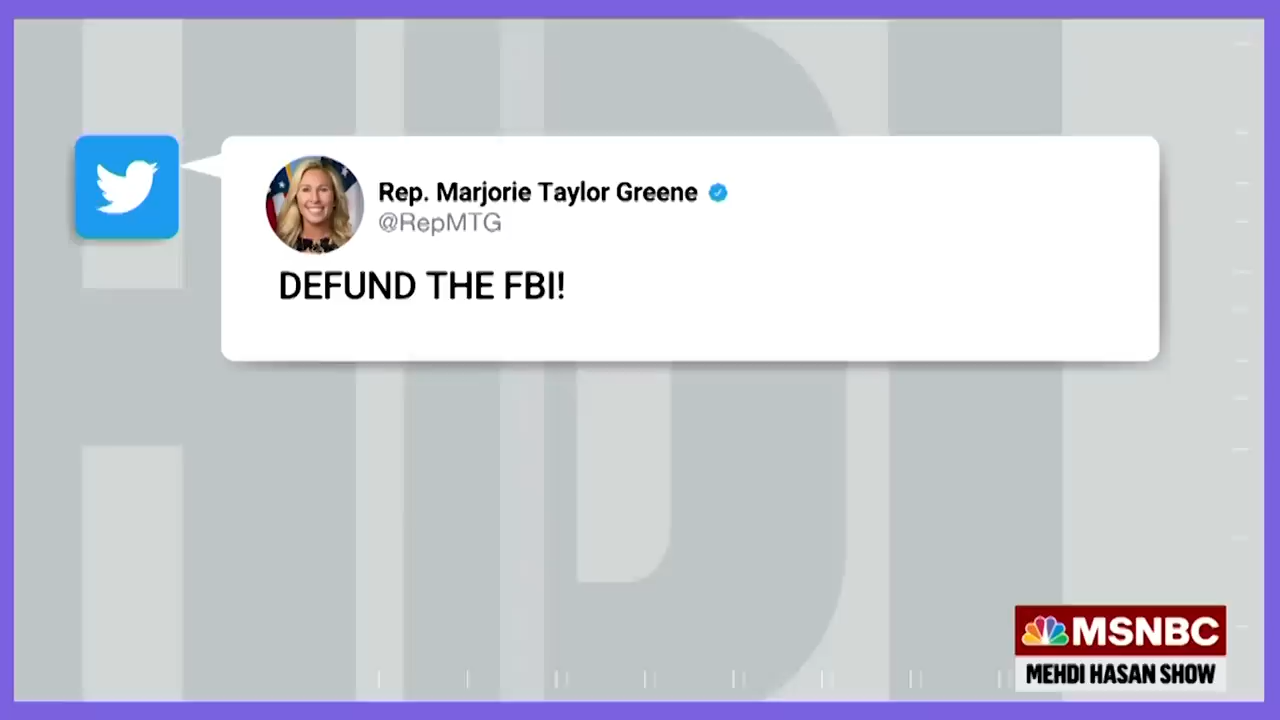 Rep. Marjorie Taylor Greene
@RepMTG
DEFUND THE FBI!
MSNBC
MEHDI HASAN SHOW